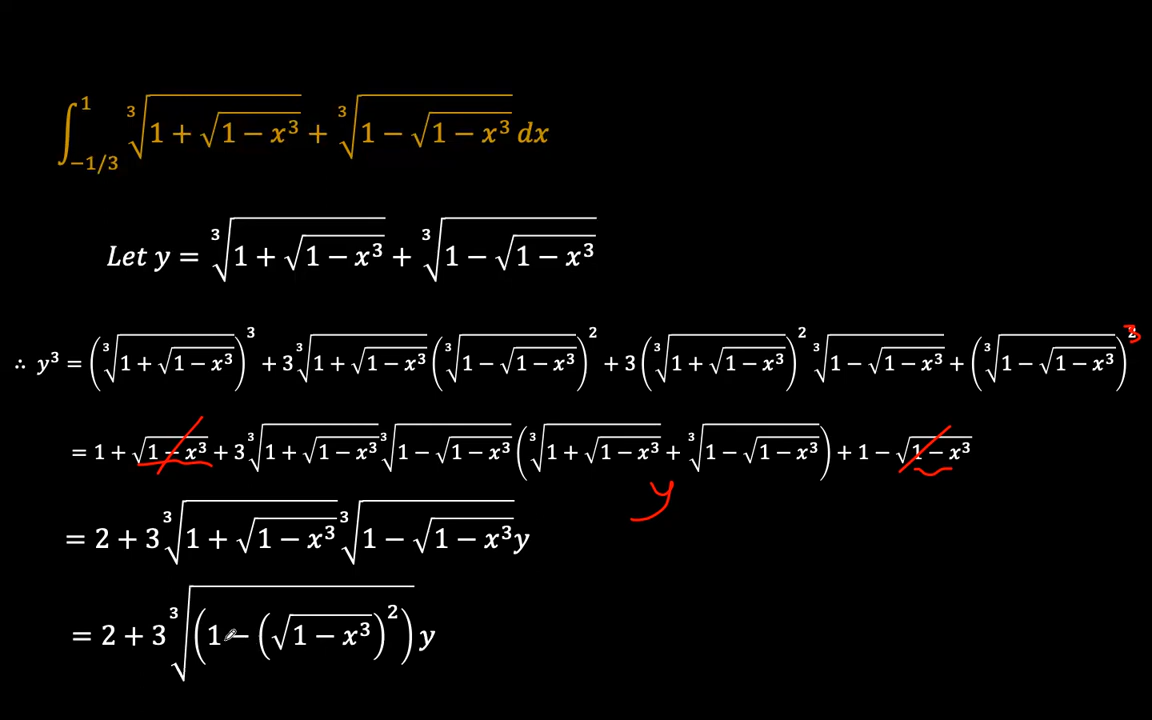 ∫_{-1/3}^{1} ∛(1 + √(1 − x³)) + ∛(1 − √(1 − x³)) dx
Let y = ∛(1 + √(1 − x³)) + ∛(1 − √(1 − x³))
∴ y³ = (∛(1 + √(1 − x³)))³ + 3∛(1 + √(1 − x³)) (∛(1 − √(1 − x³)))² + 3(∛(1 + √(1 − x³)))² ∛(1 − √(1 − x³)) + (∛(1 − √(1 − x³)))³
= 1 + √(1 − x³) + 3∛(1 + √(1 − x³)) ∛(1 − √(1 − x³)) (∛(1 + √(1 − x³)) + ∛(1 − √(1 − x³))) + 1 − √(1 − x³)
y
= 2 + 3∛(1 + √(1 − x³)) ∛(1 − √(1 − x³)) y
= 2 + 3∛((1 − (√(1 − x³))²)) y